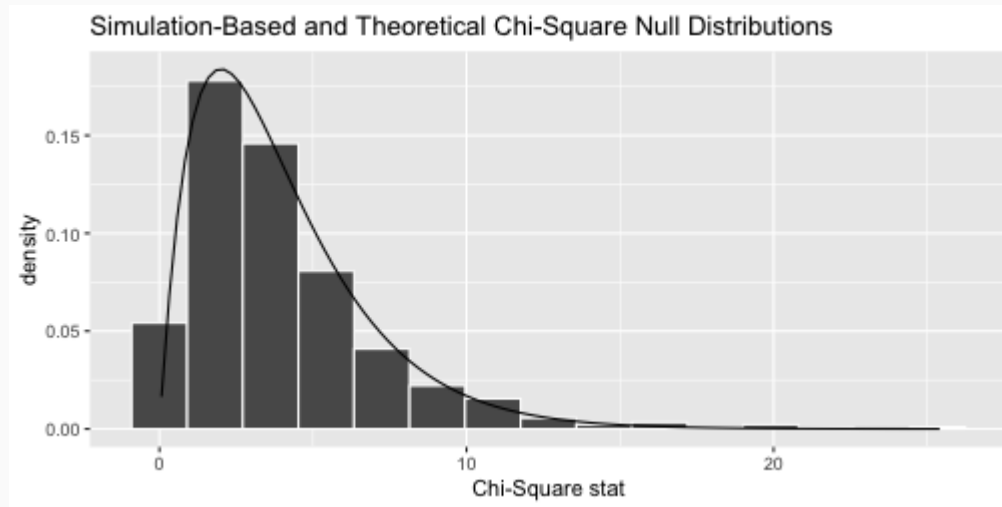 Simulation-Based and Theoretical Chi-Square Null Distributions
density
0.15
0.10
0.05
0.00
0 10 20
Chi-Square stat